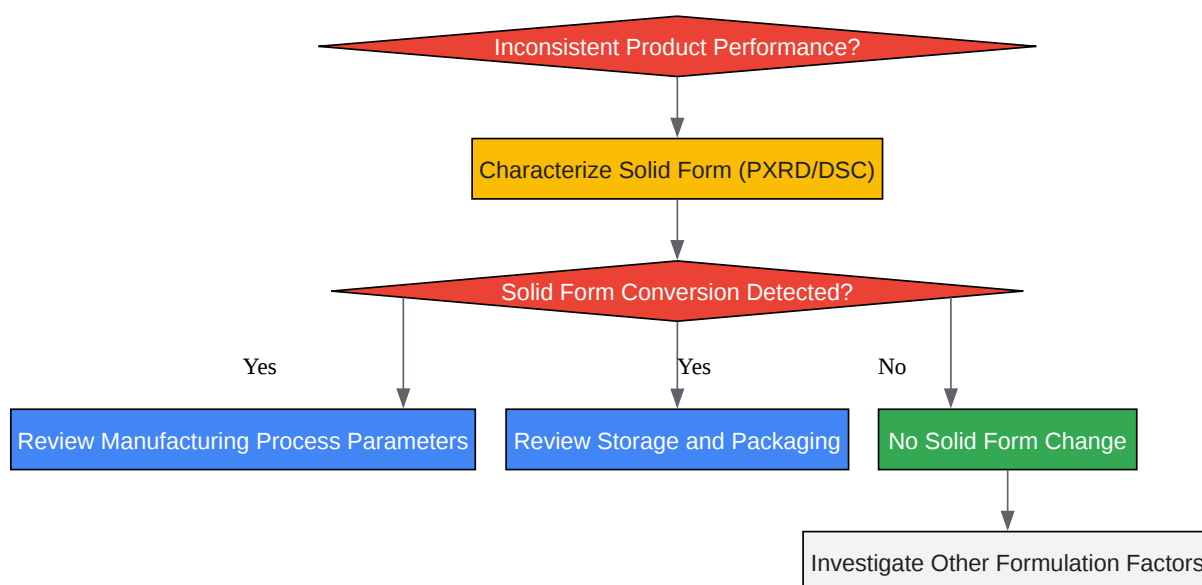 Inconsistent Product Performance?
Characterize Solid Form (PXRD/DSC)
Solid Form Conversion Detected?
Yes
Yes
No
Review Manufacturing Process Parameters
Review Storage and Packaging
No Solid Form Change
Investigate Other Formulation Factors